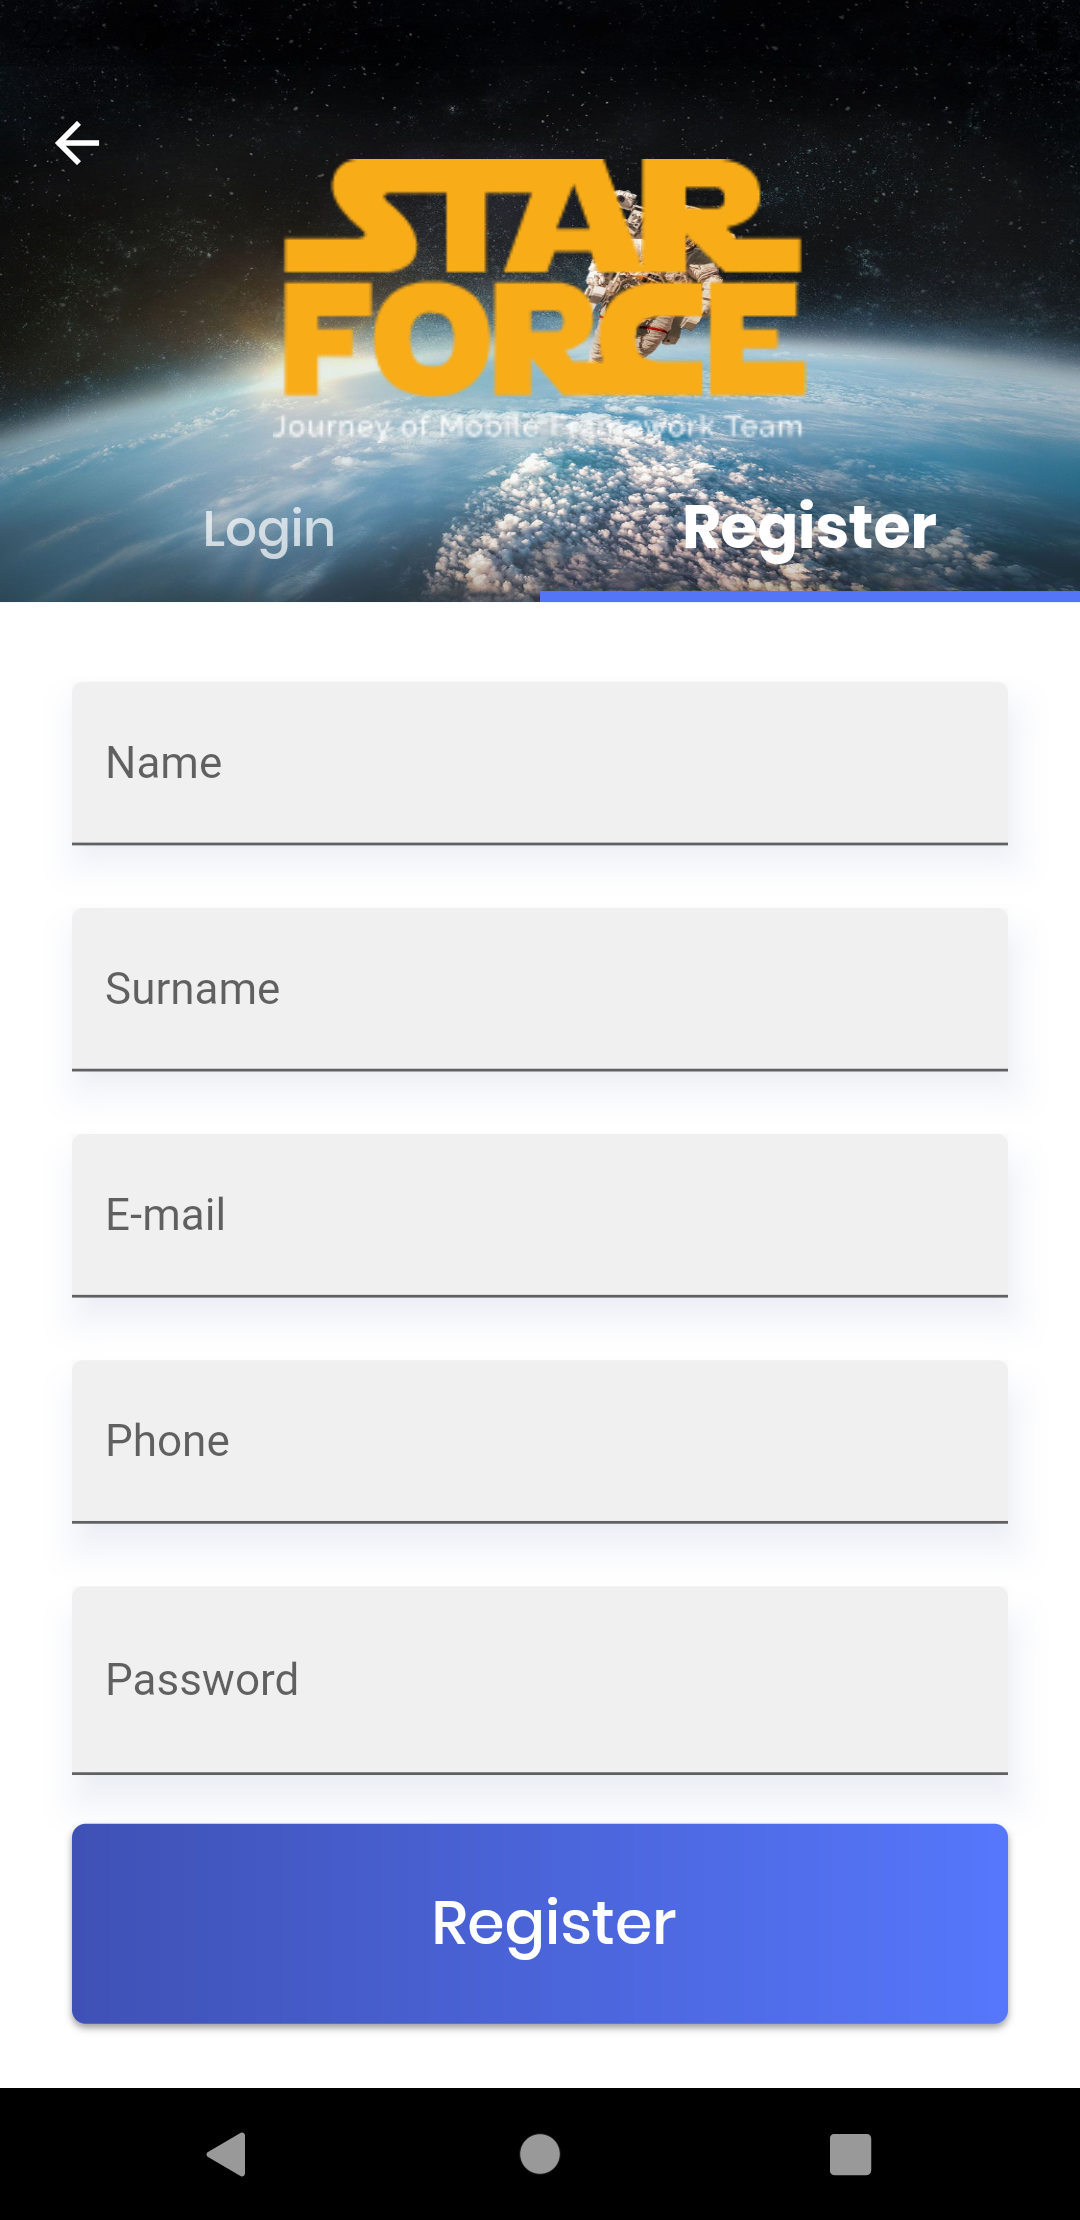 STAR
FORCE
Journey of Mobile Framework Team
Login
Register
Name
Surname
E-mail
Phone
Password
Register